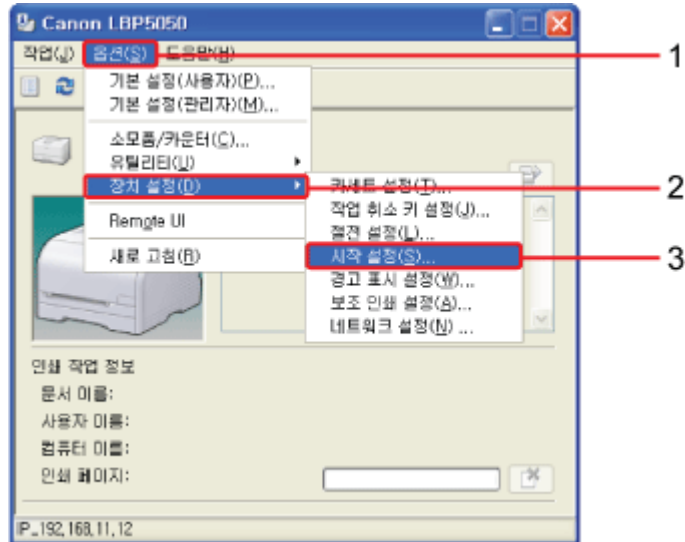 Canon LBP5050
작업(J) 옵션(S) 도움말(H)
1
기본 설정(사용자)(P)...
기본 설정(관리자)(M)...
소모품/카운터(C)...
유틸리티(U)
장치 설정(D)
2
Remote UI
새로 고침(R)
카세트 설정(T)...
작업 취소 키 설정(J)...
절전 설정(L)...
시작 설정(S)...
3
경고 표시 설정(W)...
보조 인쇄 설정(A)...
네트워크 설정(N) ...
인쇄 작업 정보
문서 이름:
사용자 이름:
컴퓨터 이름:
인쇄 페이지:
IP_192,168,11,12